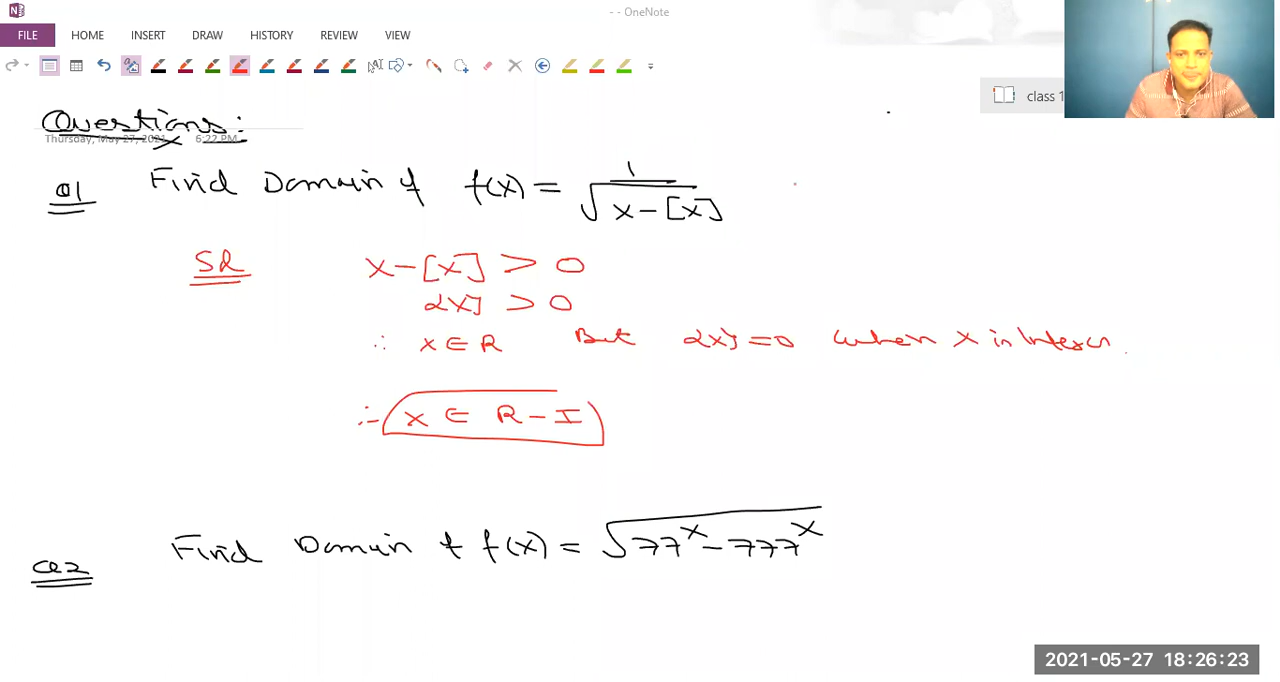 - - OneNote
FILE HOME INSERT DRAW HISTORY REVIEW VIEW
class 1
Questions:
Thursday, May 27, 2021 6:22 PM
Q1 Find Domain of f(x) = 1/√(x-[x])
Sol x-[x] > 0
{x} > 0
∴ x ∈ R But {x} = 0 when x in
∴ x ∈ R - I
Q2 Find Domain of f(x) = √(77^x - 777^x)
2021-05-27 18:26:23